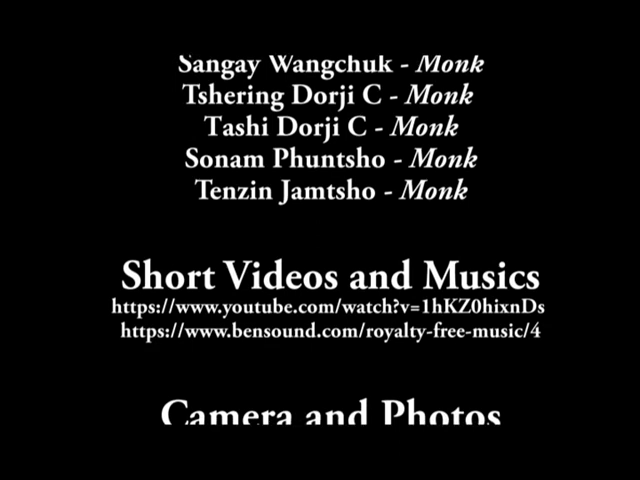 Sangay Wangchuk - Monk
Tshering Dorji C - Monk
Tashi Dorji C - Monk
Sonam Phuntsho - Monk
Tenzin Jamtsho - Monk
Short Videos and Musics
https://www.youtube.com/watch?v=1hKZ0hixnDs
https://www.bensound.com/royalty-free-music/4
Camera and Photos